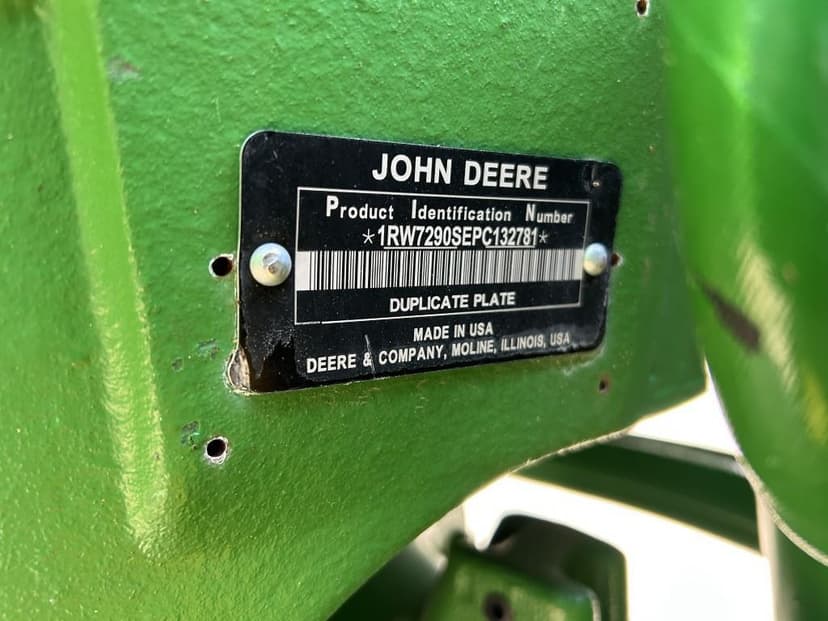 JOHN DEERE
Product Identification Number
*1RW7290SEPC132781*
DUPLICATE PLATE
MADE IN USA
DEERE & COMPANY, MOLINE, ILLINOIS, USA